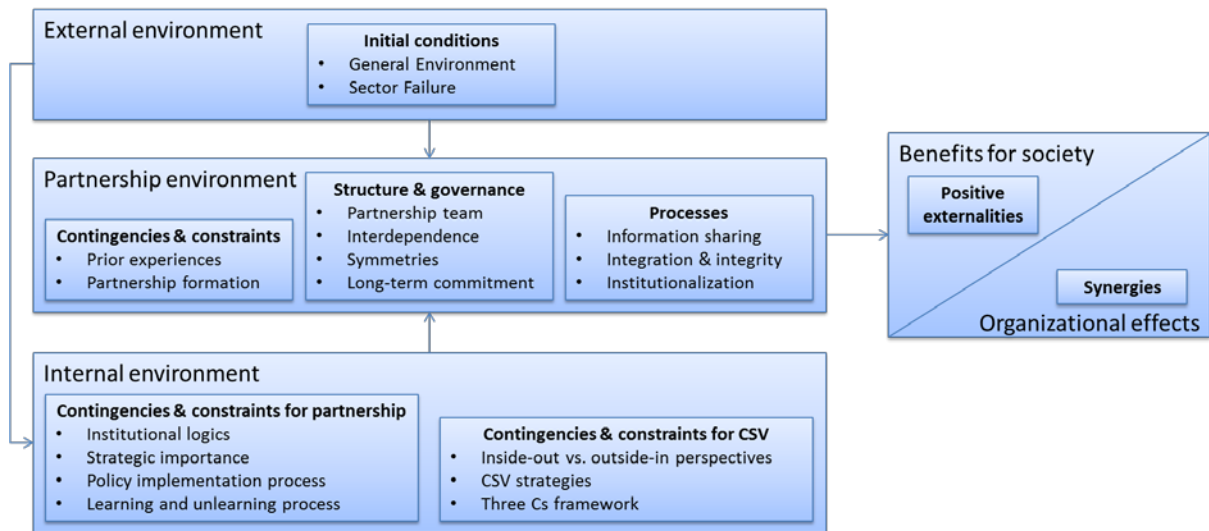 External environment
Initial conditions
• General Environment
• Sector Failure
Partnership environment
Contingencies & constraints
• Prior experiences
• Partnership formation
Structure & governance
• Partnership team
• Interdependence
• Symmetries
• Long-term commitment
Processes
• Information sharing
• Integration & integrity
• Institutionalization
Benefits for society
Positive
externalities
Synergies
Organizational effects
Internal environment
Contingencies & constraints for partnership
• Institutional logics
• Strategic importance
• Policy implementation process
• Learning and unlearning process
Contingencies & constraints for CSV
• Inside-out vs. outside-in perspectives
• CSV strategies
• Three Cs framework